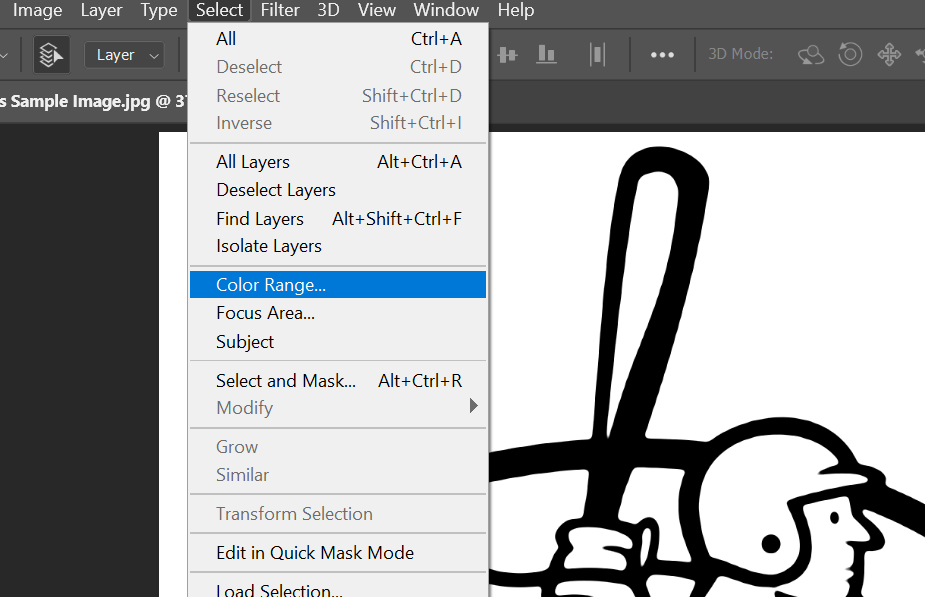 Image Layer Type Select Filter 3D View Window Help
Layer 3D Mode:
s Sample Image.jpg @ 37
All Ctrl+A
Deselect Ctrl+D
Reselect Shift+Ctrl+D
Inverse Shift+Ctrl+I
All Layers Alt+Ctrl+A
Deselect Layers
Find Layers Alt+Shift+Ctrl+F
Isolate Layers
Color Range...
Focus Area...
Subject
Select and Mask... Alt+Ctrl+R
Modify
Grow
Similar
Transform Selection
Edit in Quick Mask Mode
Load Selection...